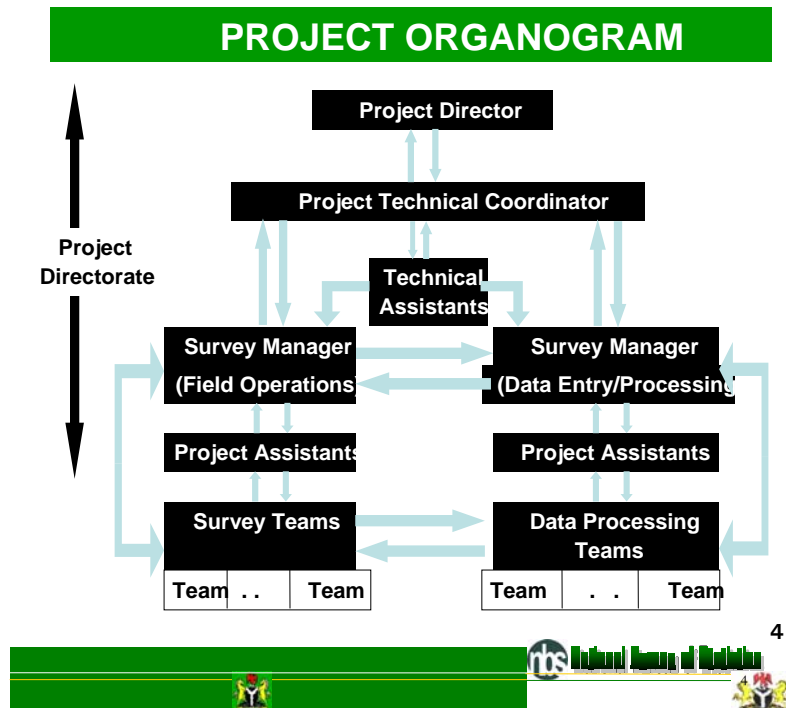 PROJECT ORGANOGRAM
Project Director
Project Technical Coordinator
Project
Directorate
Technical
Assistants
Survey Manager
(Field Operations)
Survey Manager
(Data Entry/Processing
Project Assistants
Project Assistants
Survey Teams
Data Processing
Teams
Team . . Team
Team . . Team
4
nbs
4